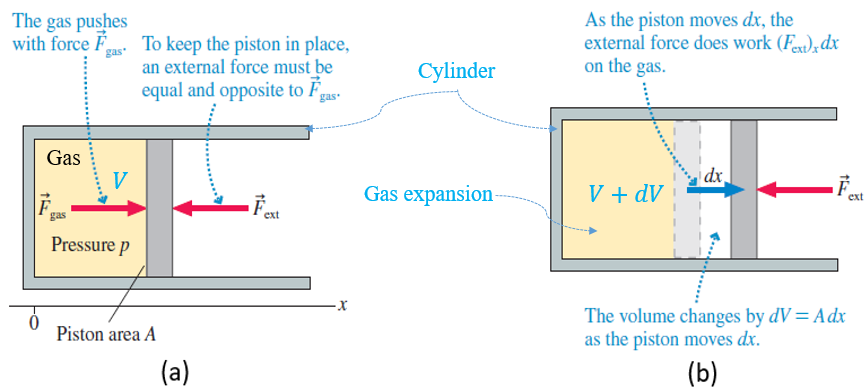 The gas pushes
with force F⃗gas.
To keep the piston in place,
an external force must be
equal and opposite to F⃗gas.
Cylinder
Gas
V
F⃗gas
F⃗ext
Pressure p
0
x
Piston area A
(a)
As the piston moves dx, the
external force does work (Fext)x dx
on the gas.
Gas expansion
V + dV
dx
F⃗ext
The volume changes by dV = A dx
as the piston moves dx.
(b)